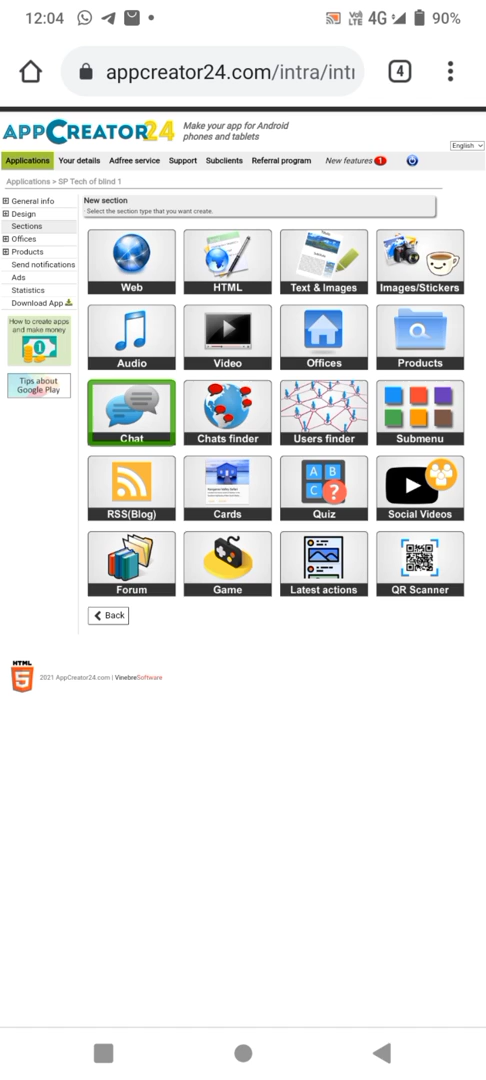 12:04
VoD LTE 4G 90%
appcreator24.com/intra/intr
4
APPCREATOR24
Make your app for Android
phones and tablets
English
Applications Your details Adfree service Support Subclients Referral program New features 1
Applications > SP Tech of blind 1
General info
Design
Sections
Offices
Products
Send notifications
Ads
Statistics
Download App
How to create apps
and make money
Tips about
Google Play
New section
Select the section type that you want create.
Web HTML Text & Images Images/Stickers
Audio Video Offices Products
Chat Chats finder Users finder Submenu
RSS(Blog) Cards Quiz Social Videos
Forum Game Latest actions QR Scanner
Back
HTML
5
2021 AppCreator24.com | VinebreSoftware